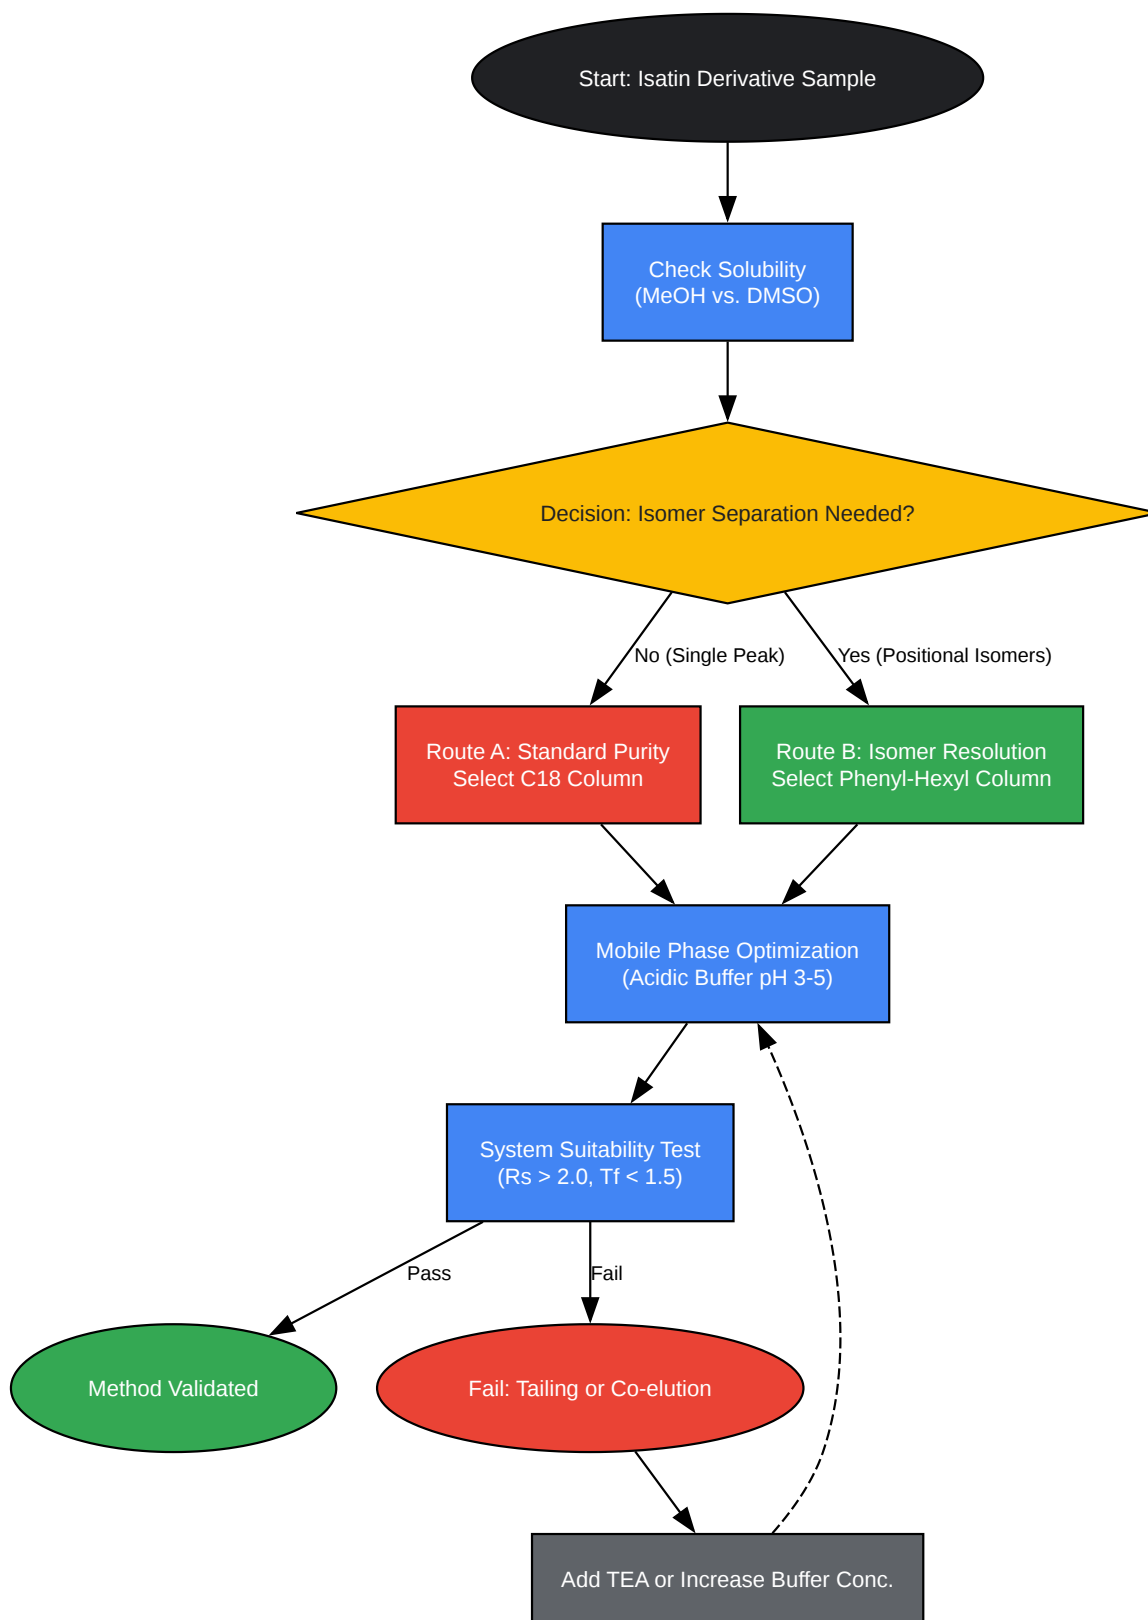 Start: Isatin Derivative Sample
Check Solubility
(MeOH vs. DMSO)
Decision: Isomer Separation Needed?
No (Single Peak)
Yes (Positional Isomers)
Route A: Standard Purity
Select C18 Column
Route B: Isomer Resolution
Select Phenyl-Hexyl Column
Mobile Phase Optimization
(Acidic Buffer pH 3-5)
System Suitability Test
(Rs > 2.0, Tf < 1.5)
Pass
Fail
Method Validated
Fail: Tailing or Co-elution
Add TEA or Increase Buffer Conc.